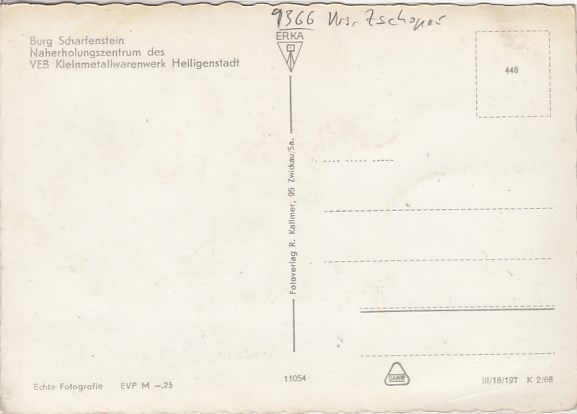 9366 Krs. Zschopau
ERKA
Burg Scharfenstein
Naherholungszentrum des
VEB Kleinmetallwarenwerk Heiligenstadt
448
Fotoverlag R. Kallmer, 95 Zwickau/Sa.
Echte Fotografie EVP M –.25
11054
III/18/197 K 2/68